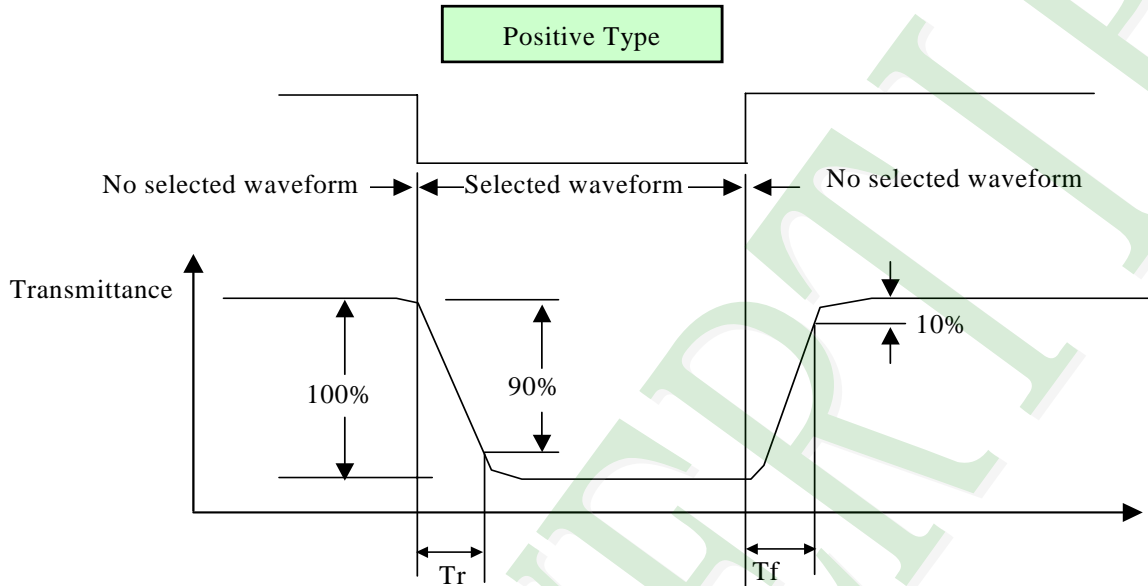 Positive Type
No selected waveform
Selected waveform
No selected waveform
Transmittance
10%
100%
90%
Tr
Tf